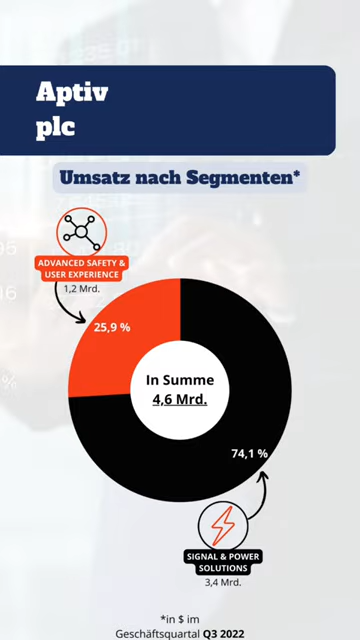 Aptiv
plc
Umsatz nach Segmenten*
ADVANCED SAFETY &
USER EXPERIENCE
1,2 Mrd.
25,9 %
In Summe
4,6 Mrd.
74,1 %
SIGNAL & POWER
SOLUTIONS
3,4 Mrd.
*in $ im
Geschäftsquartal Q3 2022